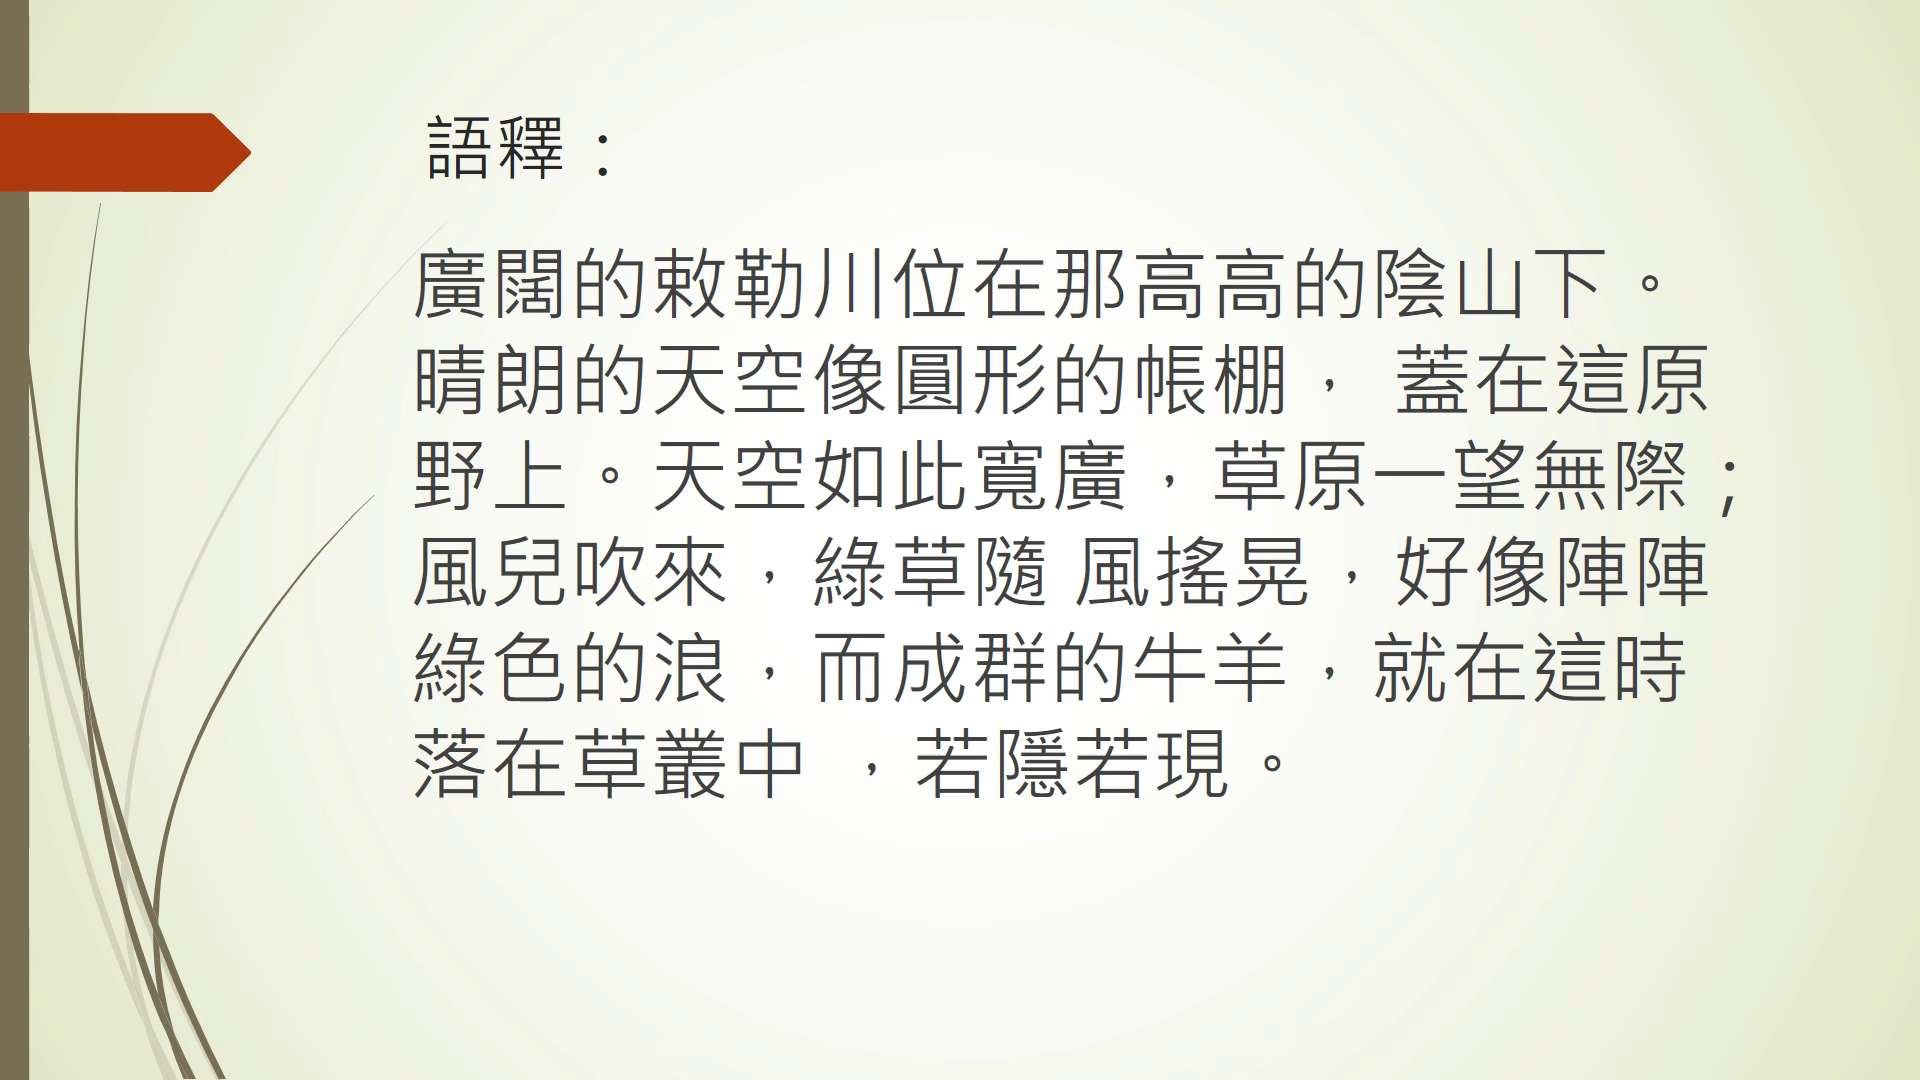 語釋：
廣闊的敕勒川位在那高高的陰山下。
晴朗的天空像圓形的帳棚， 蓋在這原
野上。天空如此寬廣，草原一望無際；
風兒吹來，綠草隨 風搖晃，好像陣陣
綠色的浪，而成群的牛羊，就在這時
落在草叢中 ，若隱若現。